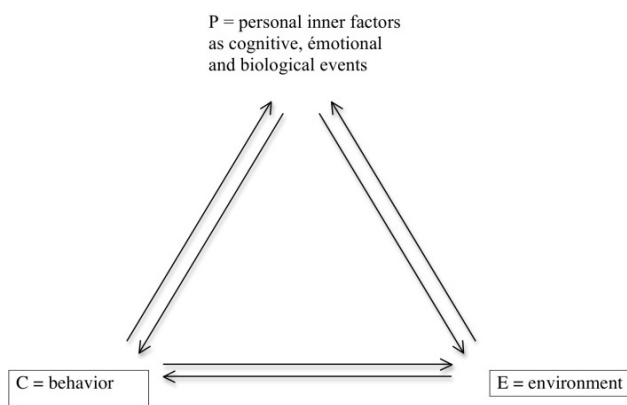 P = personal inner factors
as cognitive, émotional
and biological events
C = behavior
E = environment